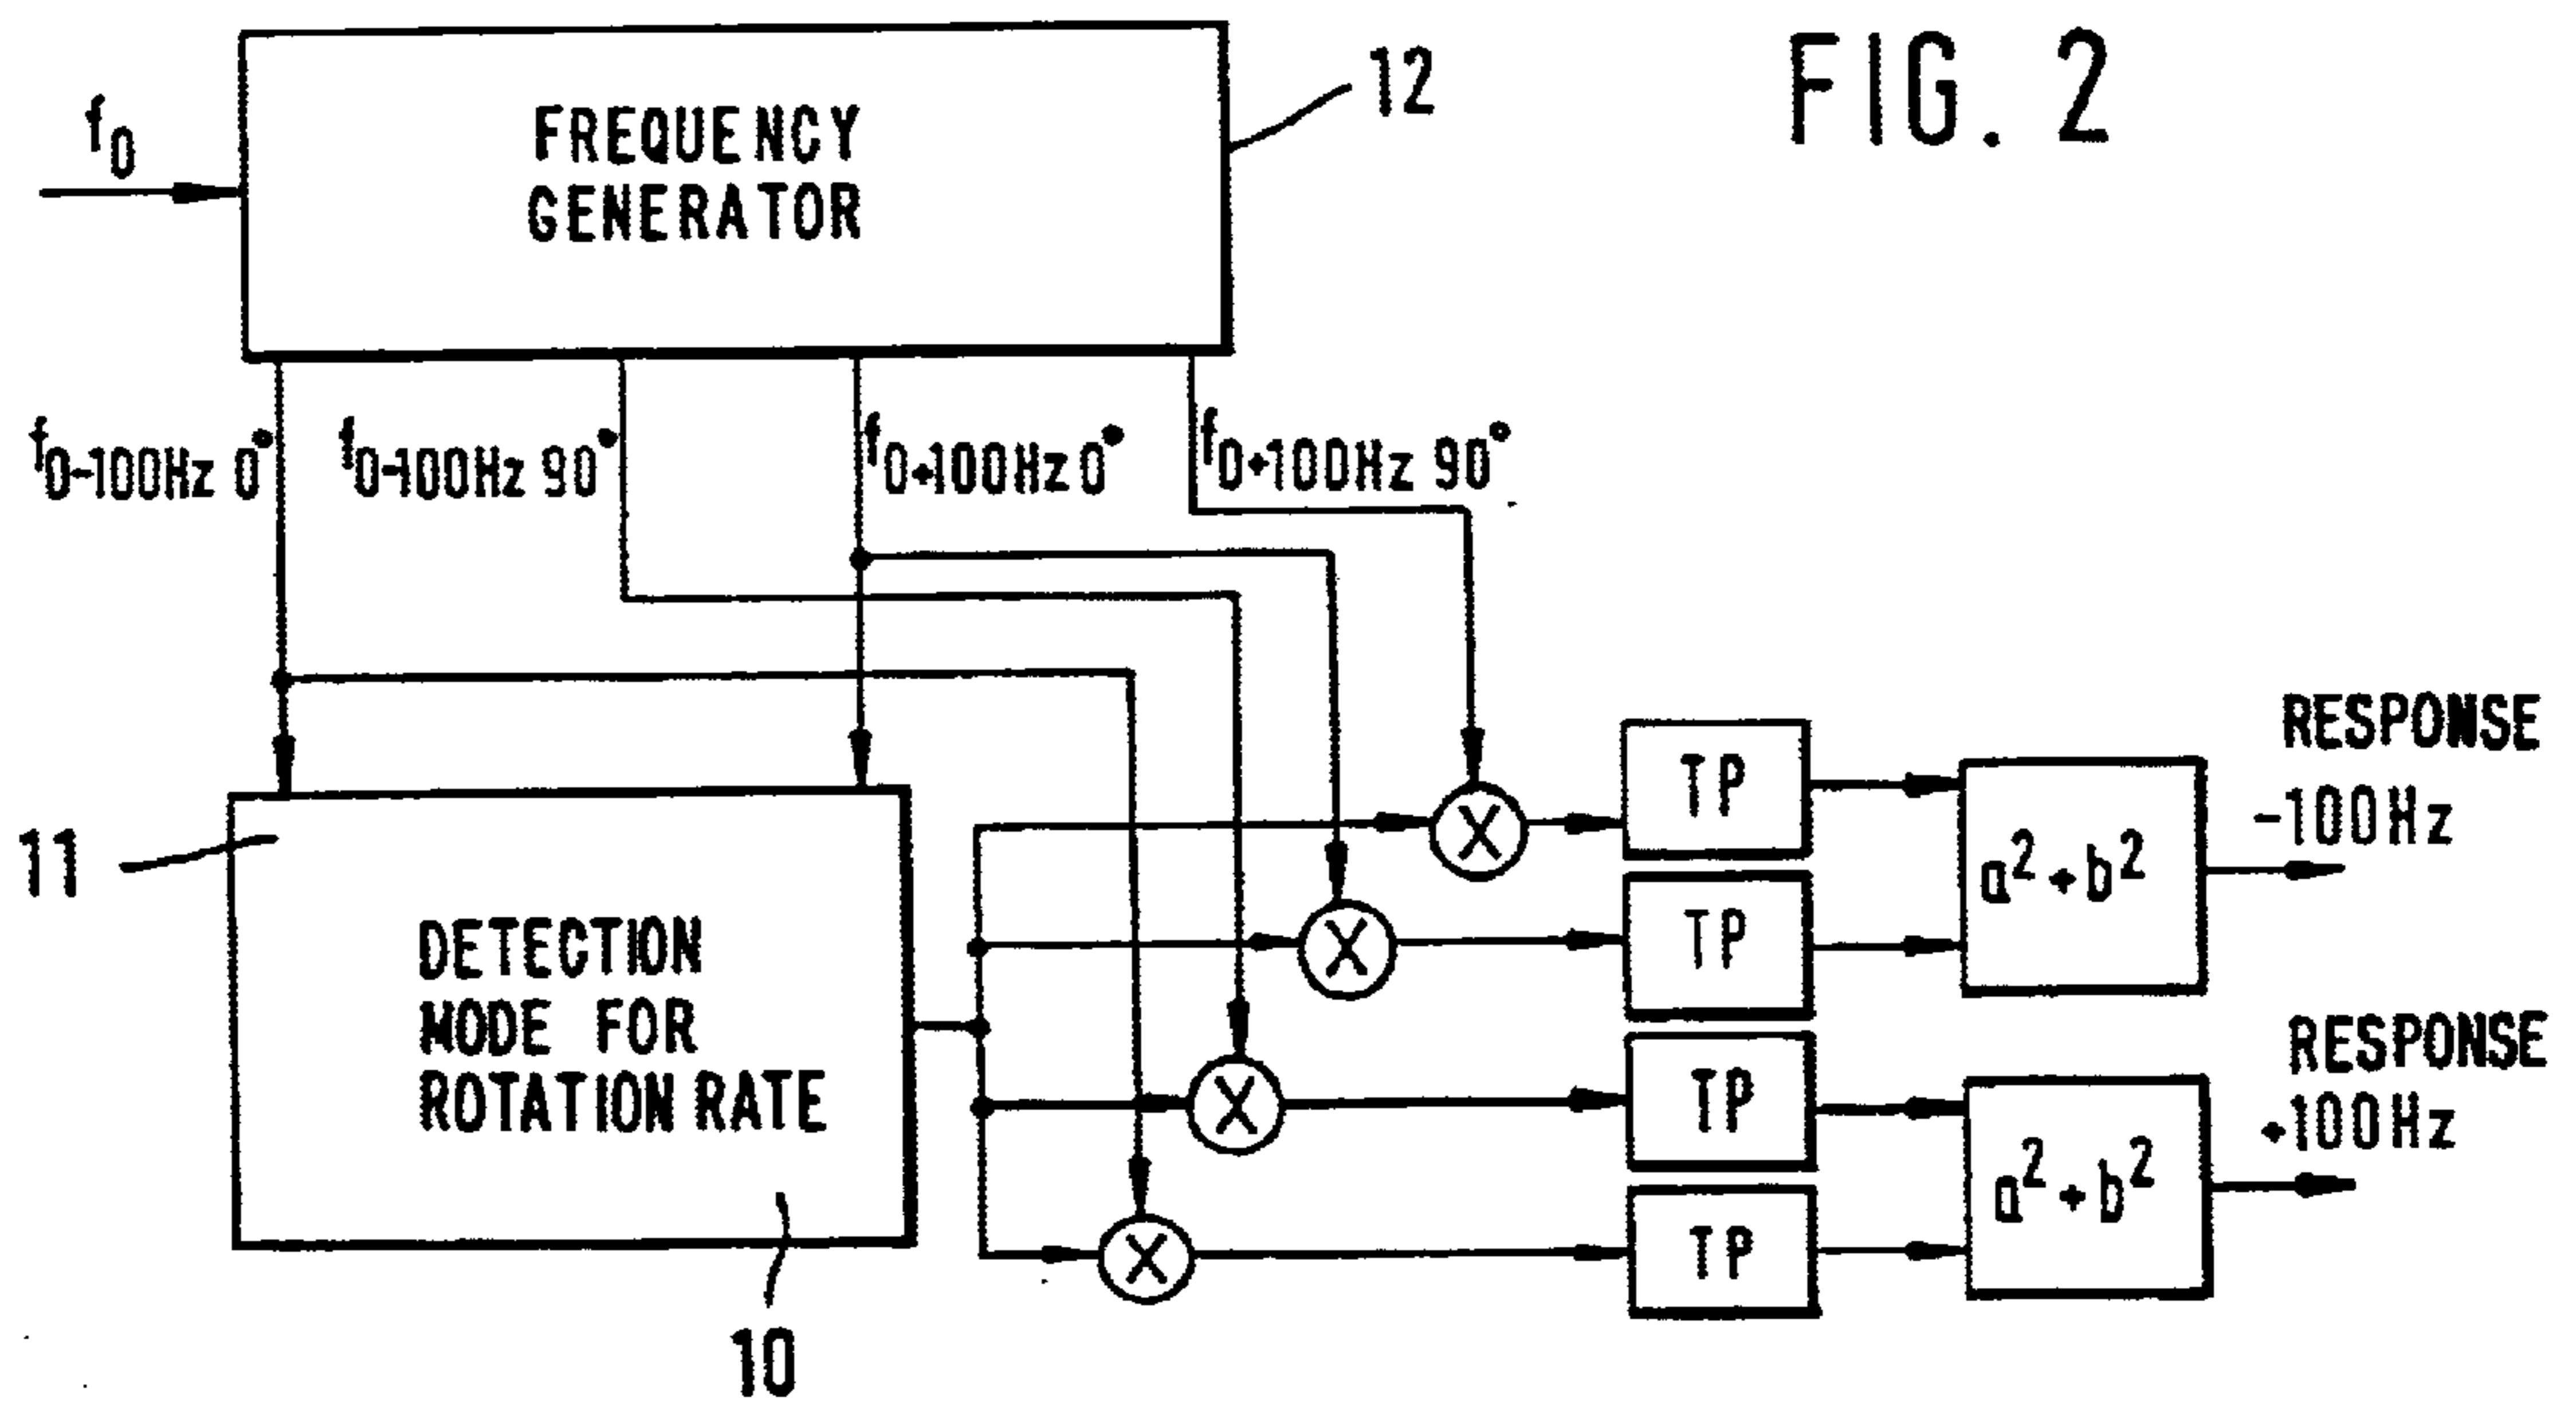 FIG. 2
12
f0
FREQUENCY
GENERATOR
f0-100Hz 0° f0-100Hz 90° f0+100Hz 0° f0+100Hz 90°
11
DETECTION
MODE FOR
ROTATION RATE
10
X
X
X
X
TP
TP
TP
TP
a² + b²
a² + b²
RESPONSE
-100Hz
RESPONSE
+100Hz